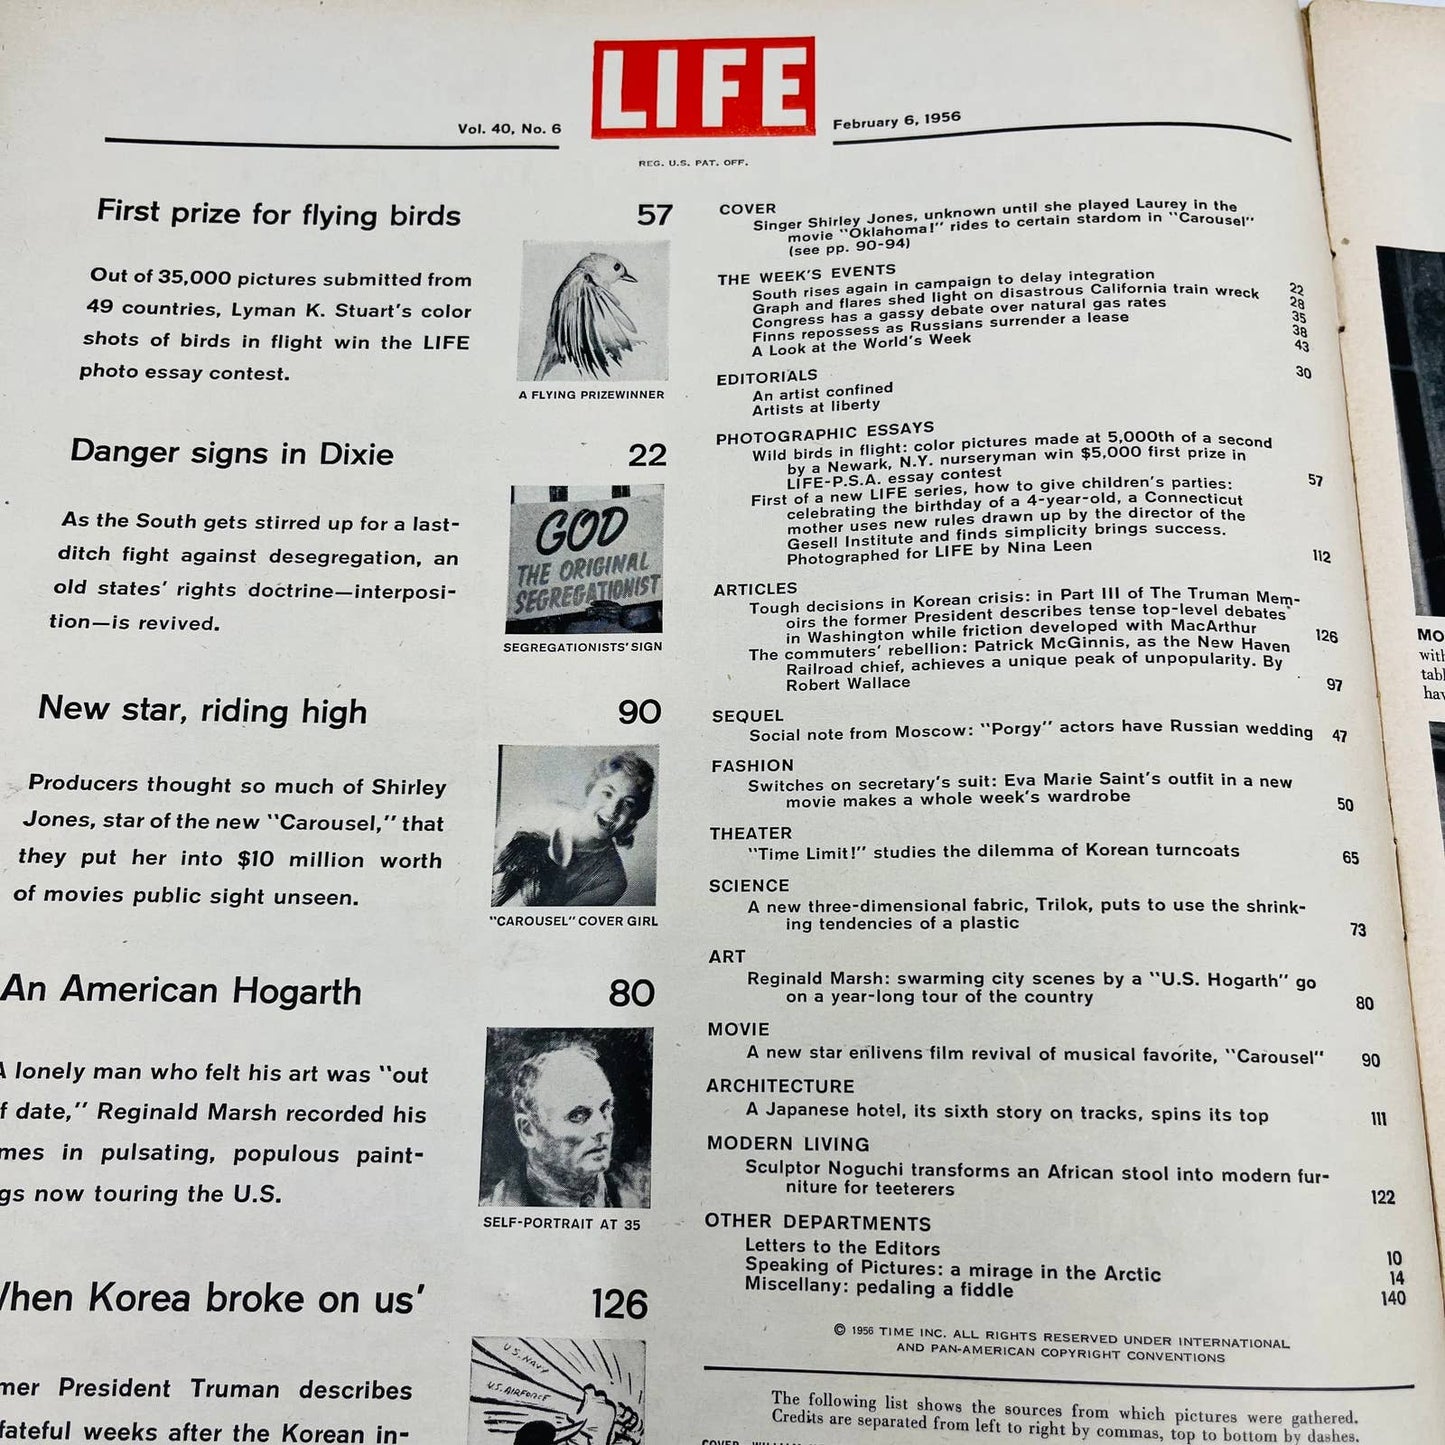 LIFE
Vol. 40, No. 6
February 6, 1956
REG. U.S. PAT. OFF.
First prize for flying birds 57
Out of 35,000 pictures submitted from
49 countries, Lyman K. Stuart's color
shots of birds in flight win the LIFE
photo essay contest.
A FLYING PRIZEWINNER
Danger signs in Dixie 22
As the South gets stirred up for a last-
ditch fight against desegregation, an
old states' rights doctrine—interposi-
tion—is revived.
GOD
THE ORIGINAL
SEGREGATIONIST
SEGREGATIONISTS' SIGN
New star, riding high 90
Producers thought so much of Shirley
Jones, star of the new "Carousel," that
they put her into $10 million worth
of movies public sight unseen.
"CAROUSEL" COVER GIRL
An American Hogarth 80
A lonely man who felt his art was "out
f date," Reginald Marsh recorded his
mes in pulsating, populous paint-
gs now touring the U.S.
SELF-PORTRAIT AT 35
hen Korea broke on us' 126
mer President Truman describes
fateful weeks after the Korean in-
U.S. NAVY
U.S. AIRFORCE
COVER
Singer Shirley Jones, unknown until she played Laurey in the
movie "Oklahoma!" rides to certain stardom in "Carousel"
(see pp. 90-94)
THE WEEK'S EVENTS
South rises again in campaign to delay integration 22
Graph and flares shed light on disastrous California train wreck 28
Congress has a gassy debate over natural gas rates 35
Finns repossess as Russians surrender a lease 38
A Look at the World's Week 43
EDITORIALS 30
An artist confined
Artists at liberty
PHOTOGRAPHIC ESSAYS
Wild birds in flight: color pictures made at 5,000th of a second
by a Newark, N.Y. nurseryman win $5,000 first prize in
LIFE-P.S.A. essay contest 57
First of a new LIFE series, how to give children's parties:
celebrating the birthday of a 4-year-old, a Connecticut
mother uses new rules drawn up by the director of the
Gesell Institute and finds simplicity brings success.
Photographed for LIFE by Nina Leen 112
ARTICLES
Tough decisions in Korean crisis: in Part III of The Truman Mem-
oirs the former President describes tense top-level debates
in Washington while friction developed with MacArthur 126
The commuters' rebellion: Patrick McGinnis, as the New Haven
Railroad chief, achieves a unique peak of unpopularity. By
Robert Wallace 97
SEQUEL
Social note from Moscow: "Porgy" actors have Russian wedding 47
FASHION
Switches on secretary's suit: Eva Marie Saint's outfit in a new
movie makes a whole week's wardrobe 50
THEATER
"Time Limit!" studies the dilemma of Korean turncoats 65
SCIENCE
A new three-dimensional fabric, Trilok, puts to use the shrink-
ing tendencies of a plastic 73
ART
Reginald Marsh: swarming city scenes by a "U.S. Hogarth" go
on a year-long tour of the country 80
MOVIE
A new star enlivens film revival of musical favorite, "Carousel" 90
ARCHITECTURE
A Japanese hotel, its sixth story on tracks, spins its top 111
MODERN LIVING
Sculptor Noguchi transforms an African stool into modern fur-
niture for teeterers 122
OTHER DEPARTMENTS
Letters to the Editors 10
Speaking of Pictures: a mirage in the Arctic 14
Miscellany: pedaling a fiddle 140
© 1956 TIME INC. ALL RIGHTS RESERVED UNDER INTERNATIONAL
AND PAN-AMERICAN COPYRIGHT CONVENTIONS
The following list shows the sources from which pictures were gathered.
Credits are separated from left to right by commas, top to bottom by dashes.
MO
with
tabl
hav